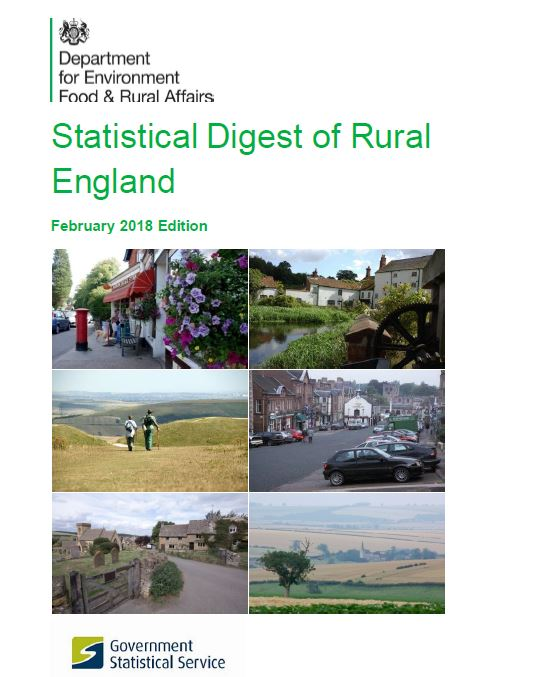 Department
for Environment
Food & Rural Affairs
Statistical Digest of Rural
England
February 2018 Edition
Government
Statistical Service